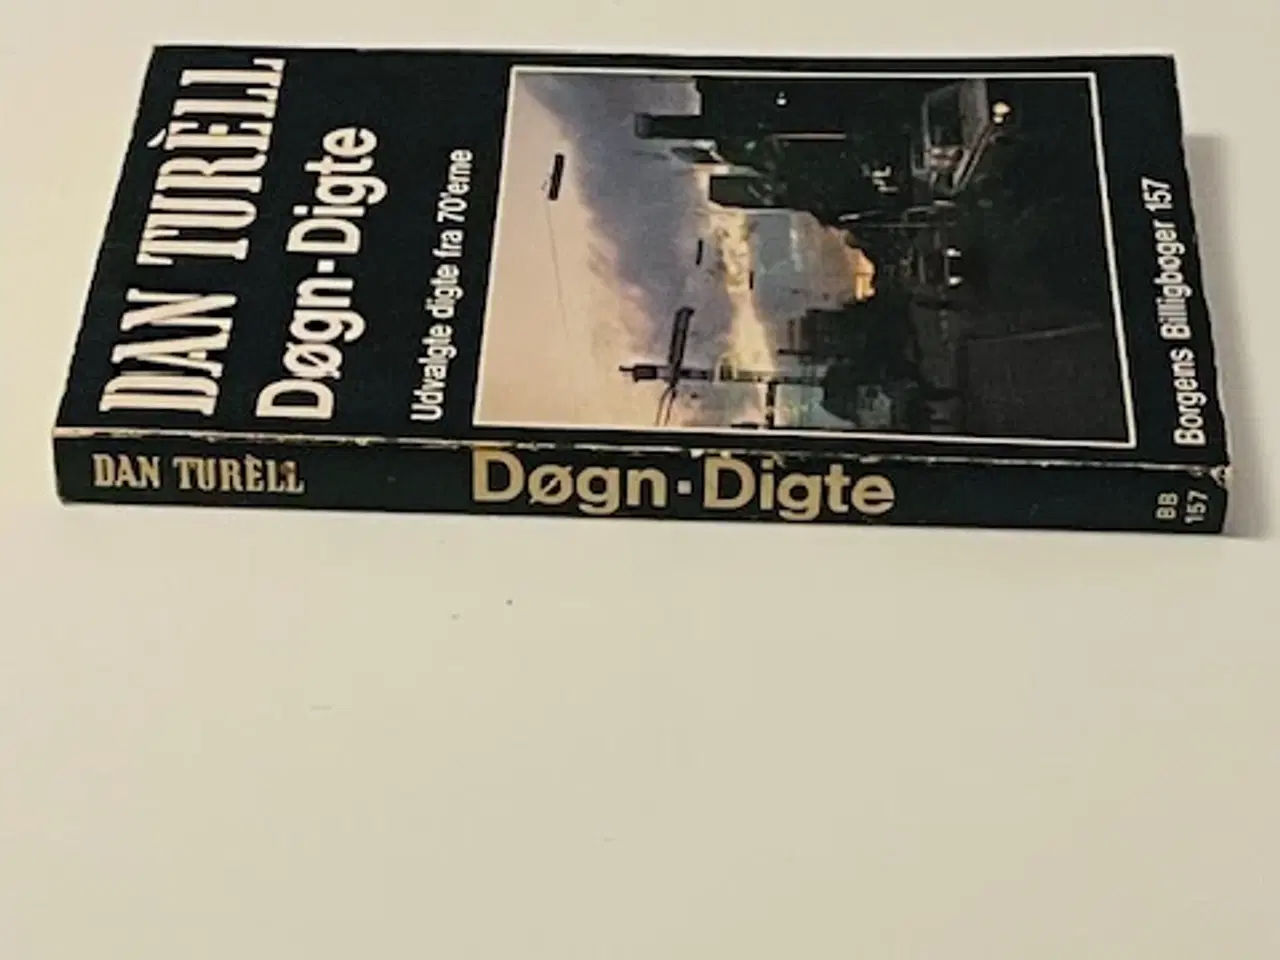 DAN TURÈLL
Døgn·Digte
Udvalgte digte fra 70'erne
Borgens Billigbøger 157
DAN TURÈLL
Døgn·Digte
BB
157